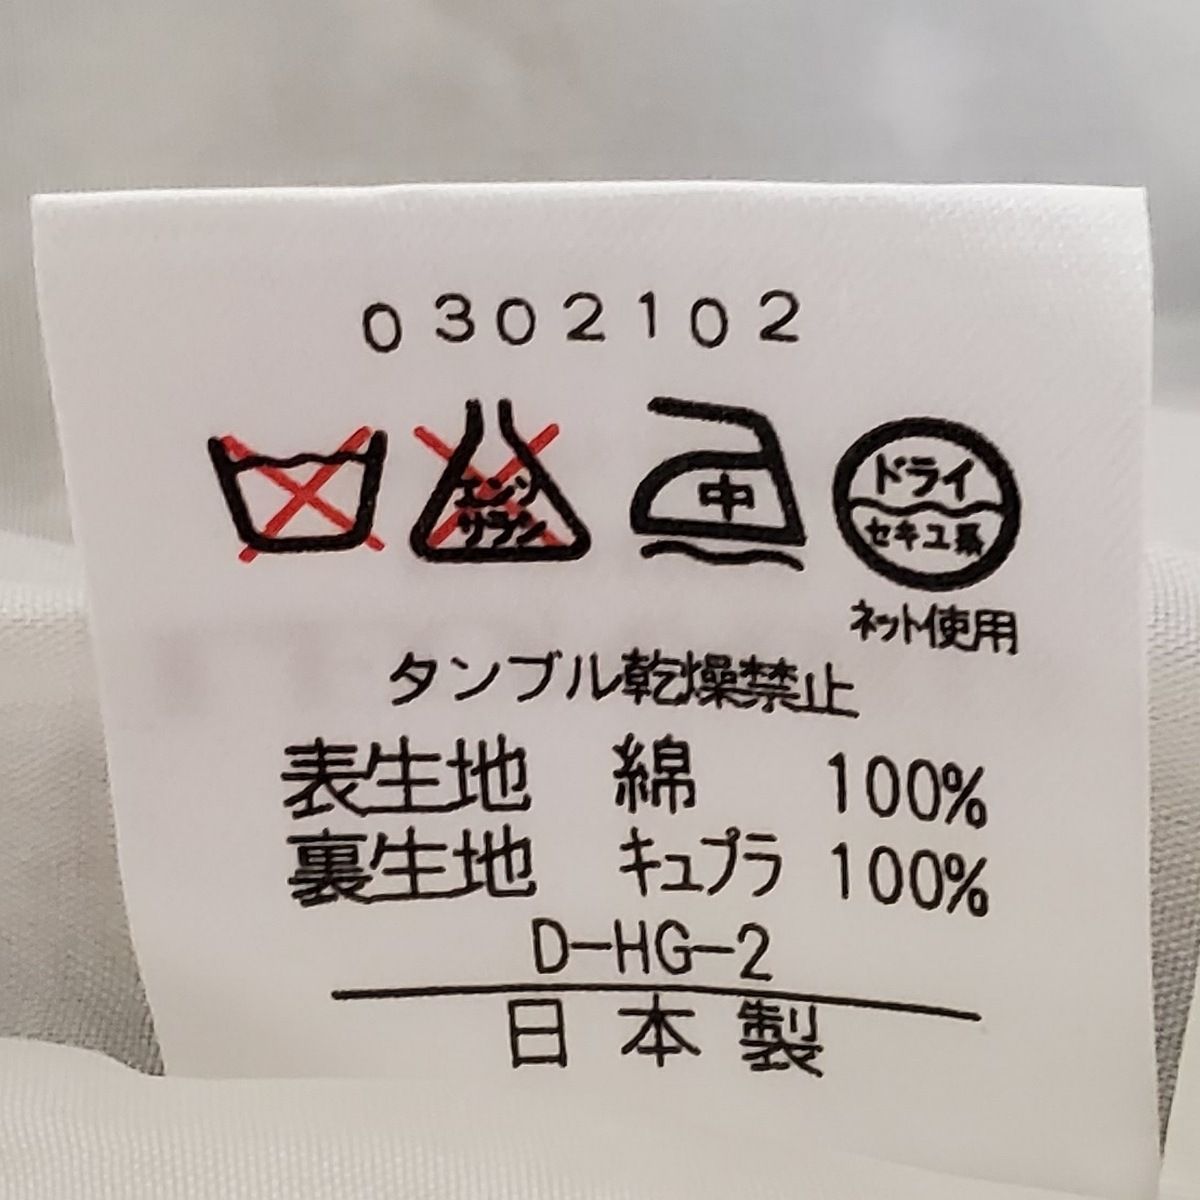 0302102
エンソ
サラシ
中
ドライ
セキユ系
ネット使用
タンブル乾燥禁止
表生地 綿 100%
裏生地 キュプラ 100%
D-HG-2
日本製